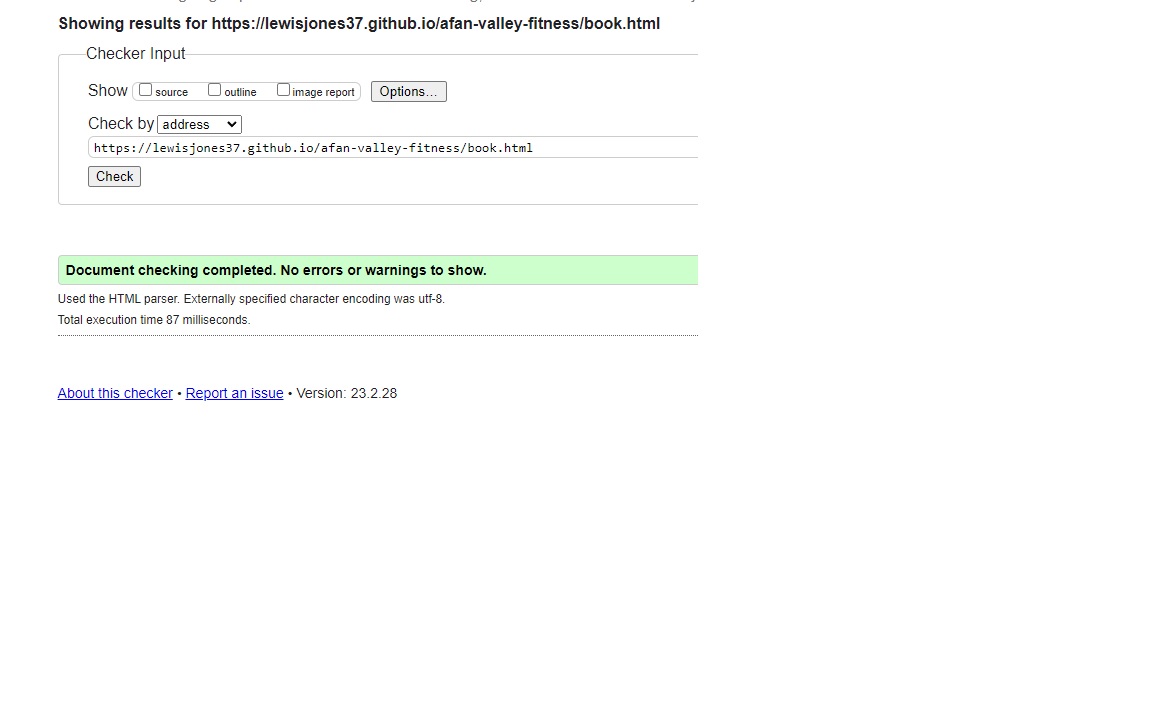 Showing results for https://lewisjones37.github.io/afan-valley-fitness/book.html
Checker Input
Show source outline image report Options...
Check by address
https://lewisjones37.github.io/afan-valley-fitness/book.html
Check
Document checking completed. No errors or warnings to show.
Used the HTML parser. Externally specified character encoding was utf-8.
Total execution time 87 milliseconds.
About this checker • Report an issue • Version: 23.2.28